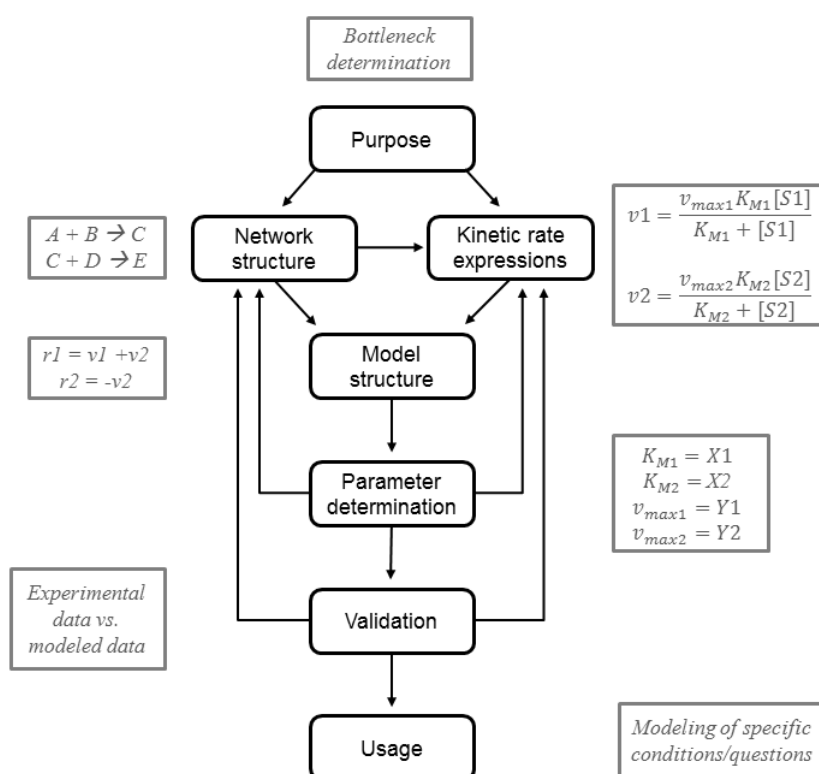 Bottleneck
determination
Purpose
A + B → C
C + D → E
Network
structure
Kinetic rate
expressions
v1 = v_max1 K_M1 [S1] / K_M1 + [S1]
v2 = v_max2 K_M2 [S2] / K_M2 + [S2]
r1 = v1 +v2
r2 = -v2
Model
structure
Parameter
determination
K_M1 = X1
K_M2 = X2
v_max1 = Y1
v_max2 = Y2
Experimental
data vs.
modeled data
Validation
Usage
Modeling of specific
conditions/questions